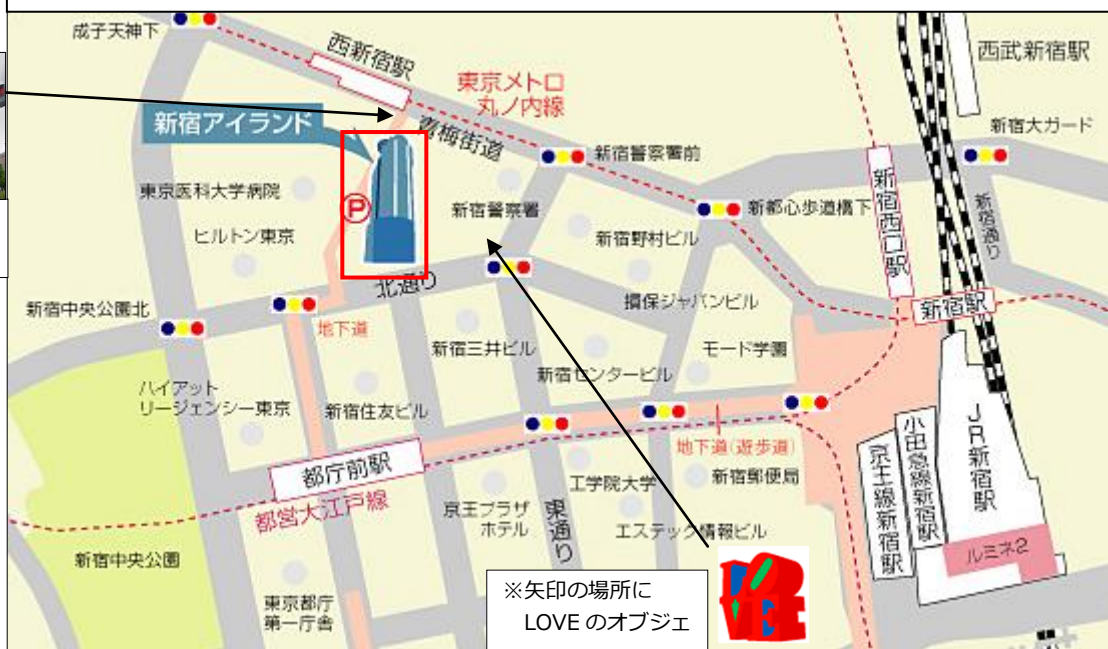 成子天神下
西新宿駅
東京メトロ
丸ノ内線
西武新宿駅
新宿アイランド
青梅街道
新宿大ガード
新宿警察署前
東京医科大学病院
P
新宿警察署
新都心歩道橋下
新宿西口駅
新宿通り
ヒルトン東京
新宿野村ビル
北通り
新宿中央公園北
地下道
損保ジャパンビル
新宿駅
新宿三井ビル
モード学園
ハイアット
リージェンシー東京
新宿センタービル
新宿住友ビル
都庁前駅
地下道(遊歩道)
小田急線新宿駅
京王線新宿駅
JR新宿駅
都営大江戸線
工学院大学
新宿郵便局
京王プラザ
ホテル
東通り
エステック情報ビル
ルミネ2
新宿中央公園
東京都庁
第一庁舎
※矢印の場所に
LOVE のオブジェ
LOVE